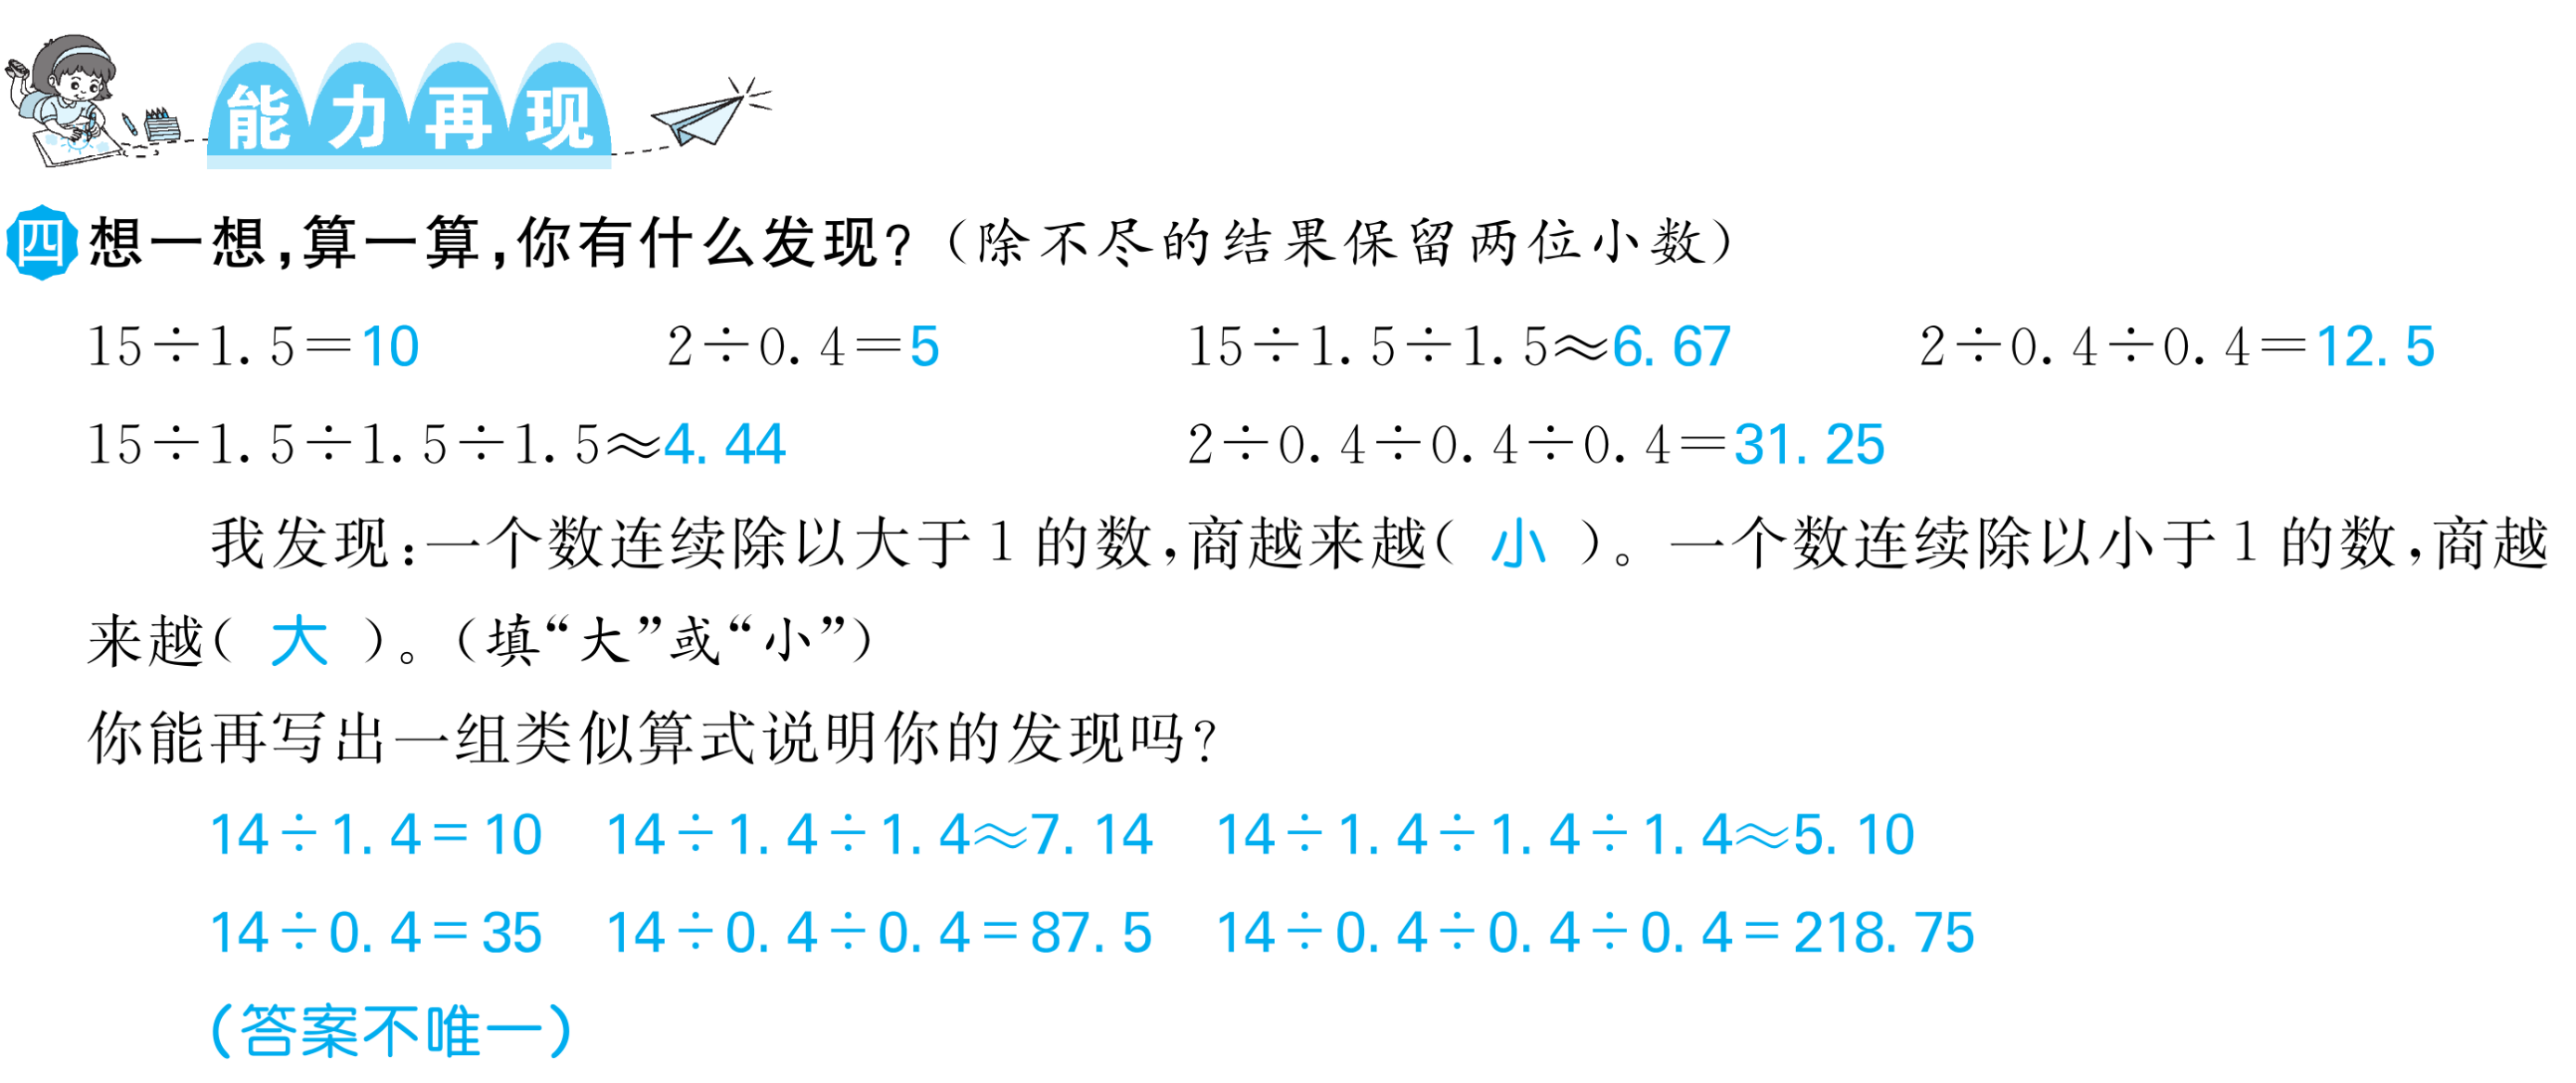 能力再现
四 想一想,算一算,你有什么发现?(除不尽的结果保留两位小数)
15÷1.5=10 2÷0.4=5 15÷1.5÷1.5≈6.67 2÷0.4÷0.4=12.5
15÷1.5÷1.5÷1.5≈4.44 2÷0.4÷0.4÷0.4=31.25
我发现:一个数连续除以大于1的数,商越来越( 小 )。一个数连续除以小于1的数,商越
来越( 大 )。(填“大”或“小”)
你能再写出一组类似算式说明你的发现吗?
14÷1.4=10 14÷1.4÷1.4≈7.14 14÷1.4÷1.4÷1.4≈5.10
14÷0.4=35 14÷0.4÷0.4=87.5 14÷0.4÷0.4÷0.4=218.75
(答案不唯一)